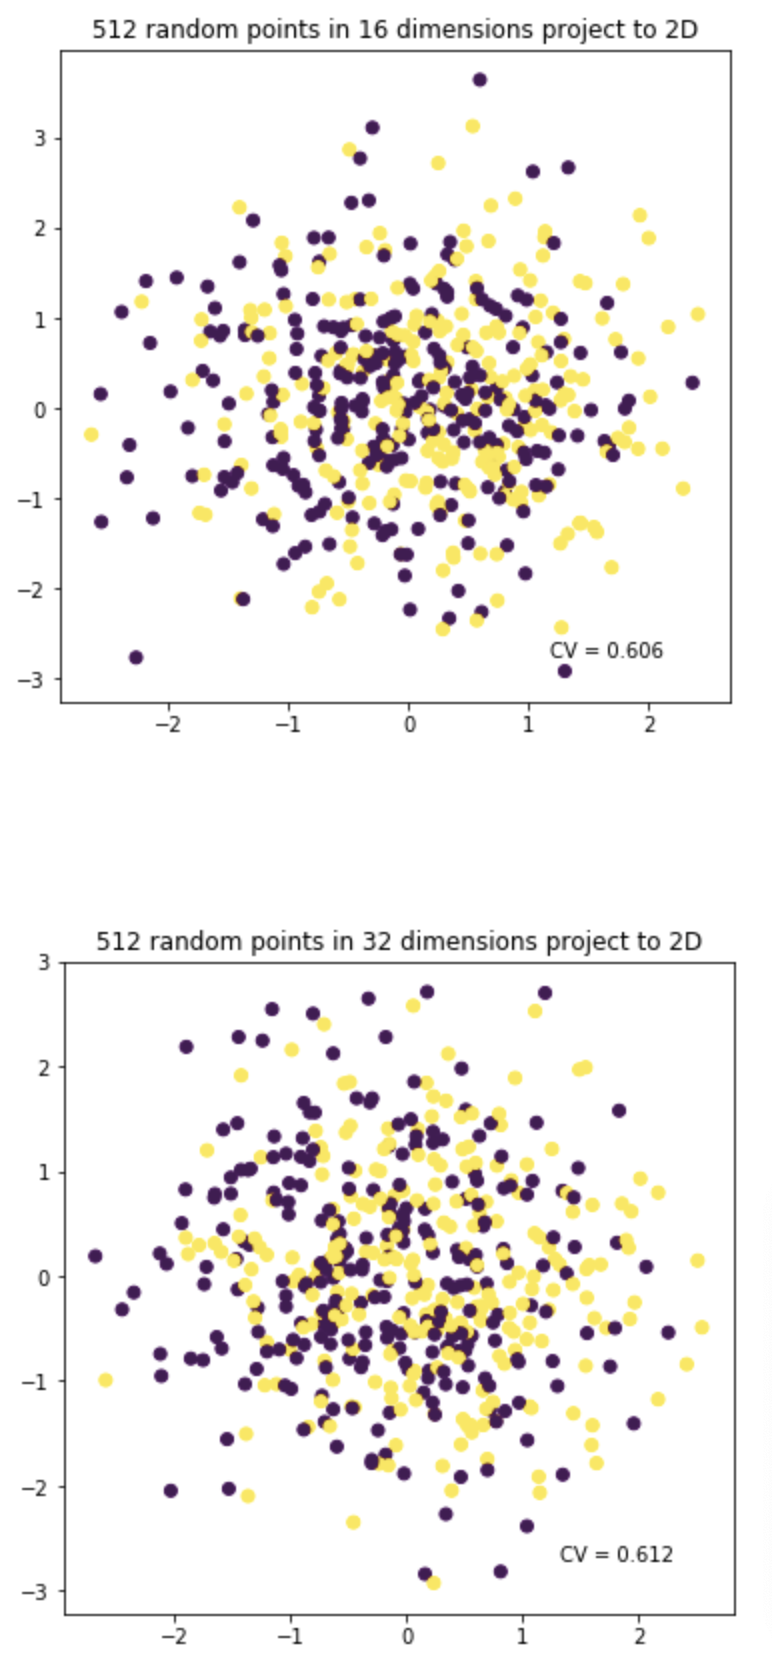 512 random points in 16 dimensions project to 2D
3
2
1
0
−1
−2
−3
CV = 0.606
−2 −1 0 1 2
512 random points in 32 dimensions project to 2D
3
2
1
0
−1
−2
−3
CV = 0.612
−2 −1 0 1 2